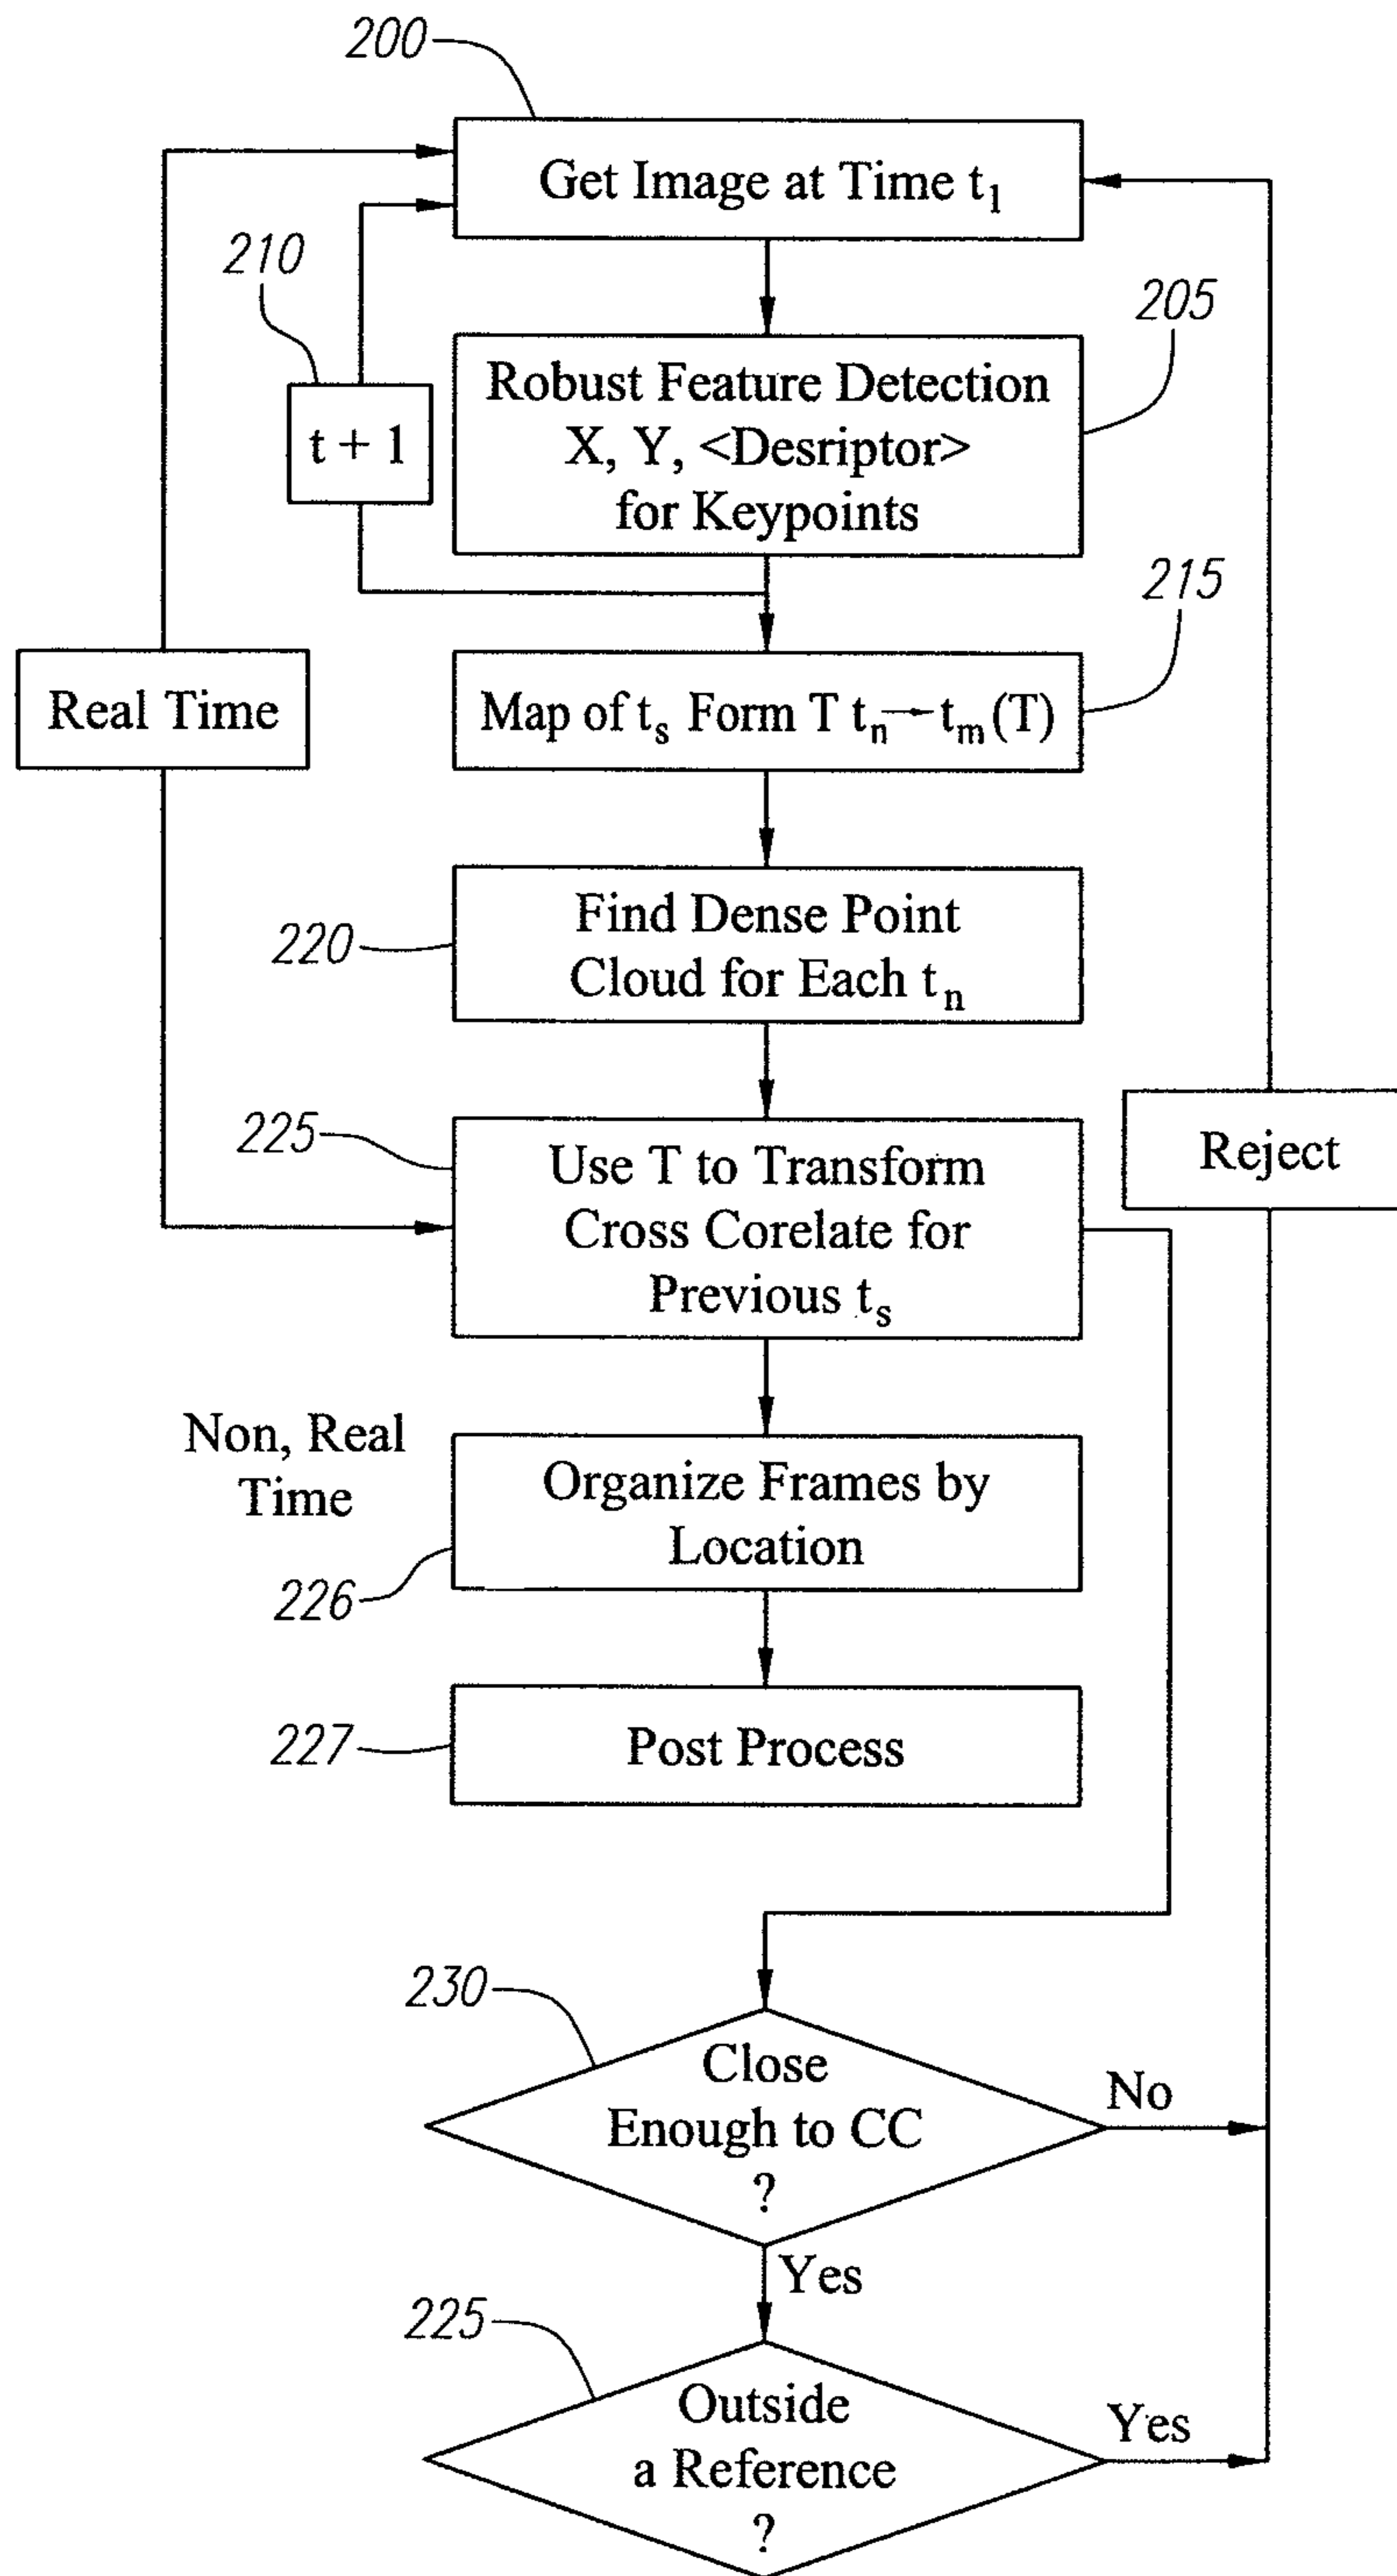 200
Get Image at Time t₁
210
205
Robust Feature Detection
X, Y, <Desriptor>
for Keypoints
t + 1
215
Real Time
Map of tₛ Form T tₙ→tₘ(T)
220
Find Dense Point
Cloud for Each tₙ
225
Use T to Transform
Cross Corelate for
Previous tₛ
Reject
Non, Real
Time
226
Organize Frames by
Location
227
Post Process
230
Close
Enough to CC
?
No
Yes
225
Outside
a Reference
?
Yes